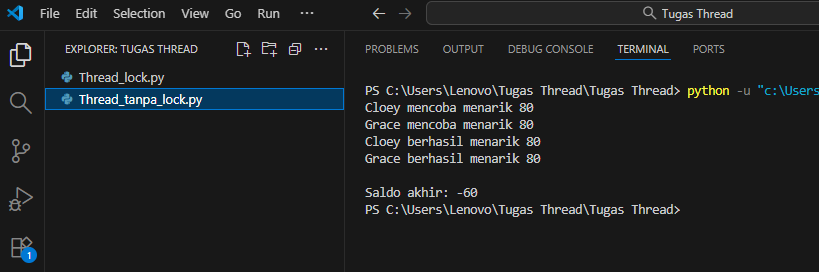 File Edit Selection View Go Run ... Tugas Thread
EXPLORER: TUGAS THREAD ...
Thread_lock.py
Thread_tanpa_lock.py
1
PROBLEMS OUTPUT DEBUG CONSOLE TERMINAL PORTS
PS C:\Users\Lenovo\Tugas Thread\Tugas Thread> python -u "c:\Users
Cloey mencoba menarik 80
Grace mencoba menarik 80
Cloey berhasil menarik 80
Grace berhasil menarik 80
Saldo akhir: -60
PS C:\Users\Lenovo\Tugas Thread\Tugas Thread>